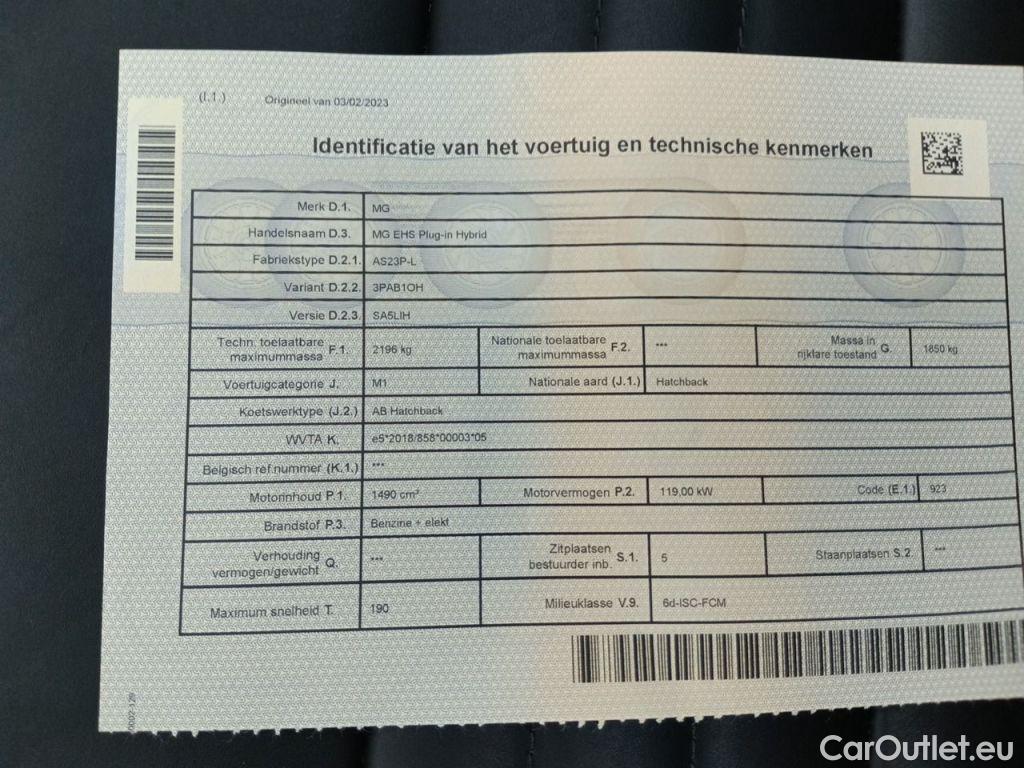 (I.1.) Origineel van 03/02/2023
Identificatie van het voertuig en technische kenmerken
Merk D.1. MG
Handelsnaam D.3. MG EHS Plug-in Hybrid
Fabriekstype D.2.1. AS23P-L
Variant D.2.2. 3PAB1OH
Versie D.2.3. SA5LIH
Techn. toelaatbare maximummassa F.1. 2196 kg Nationale toelaatbare maximummassa F.2. *** Massa in rijklare toestand G. 1850 kg
Voertuigcategorie J. M1 Nationale aard (J.1.) Hatchback
Koetswerktype (J.2.) AB Hatchback
WVTA K. e5*2018/858*00003*05
Belgisch ref.nummer (K.1.) ***
Motorinhoud P.1. 1490 cm³ Motorvermogen P.2. 119,00 kW Code (E.1.) 923
Brandstof P.3. Benzine + elekt
Verhouding vermogen/gewicht Q. *** Zitplaatsen bestuurder inb. S.1. 5 Staanplaatsen S.2. ***
Maximum snelheid T. 190 Milieuklasse V.9. 6d-ISC-FCM
CarOutlet.eu